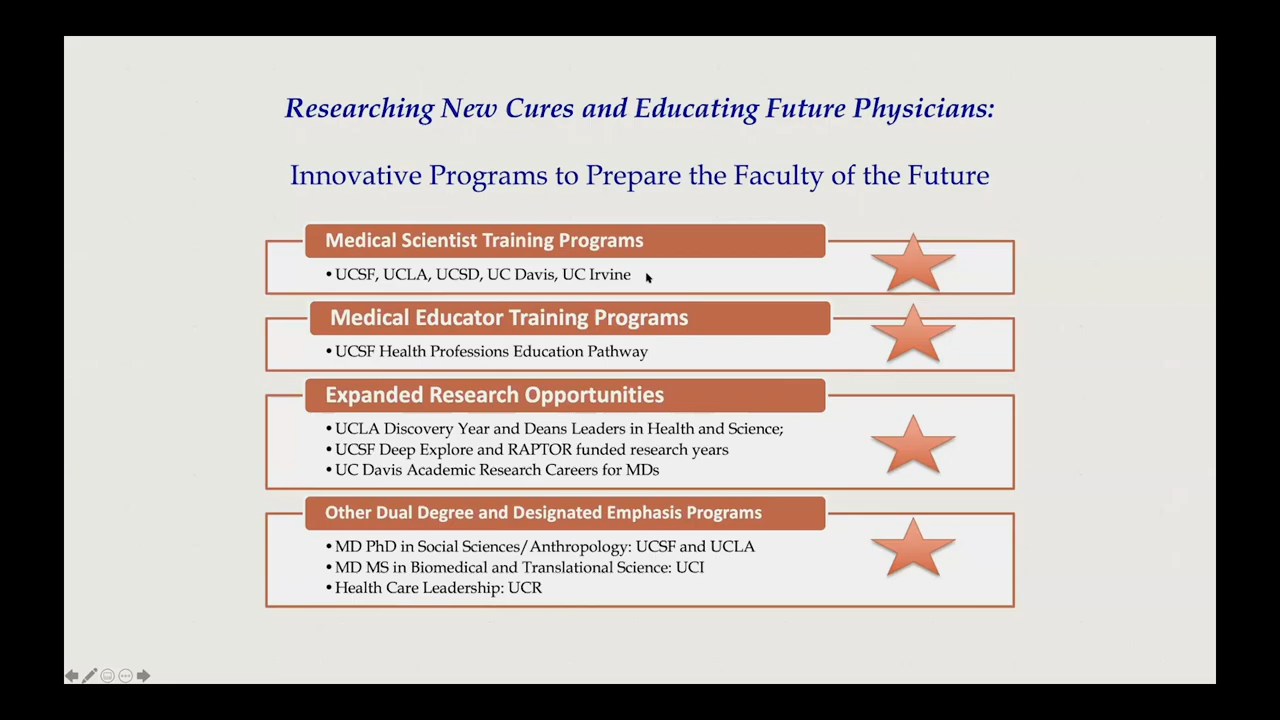 Researching New Cures and Educating Future Physicians:
Innovative Programs to Prepare the Faculty of the Future
Medical Scientist Training Programs
• UCSF, UCLA, UCSD, UC Davis, UC Irvine
Medical Educator Training Programs
• UCSF Health Professions Education Pathway
Expanded Research Opportunities
• UCLA Discovery Year and Deans Leaders in Health and Science;
• UCSF Deep Explore and RAPTOR funded research years
• UC Davis Academic Research Careers for MDs
Other Dual Degree and Designated Emphasis Programs
• MD PhD in Social Sciences/Anthropology: UCSF and UCLA
• MD MS in Biomedical and Translational Science: UCI
• Health Care Leadership: UCR